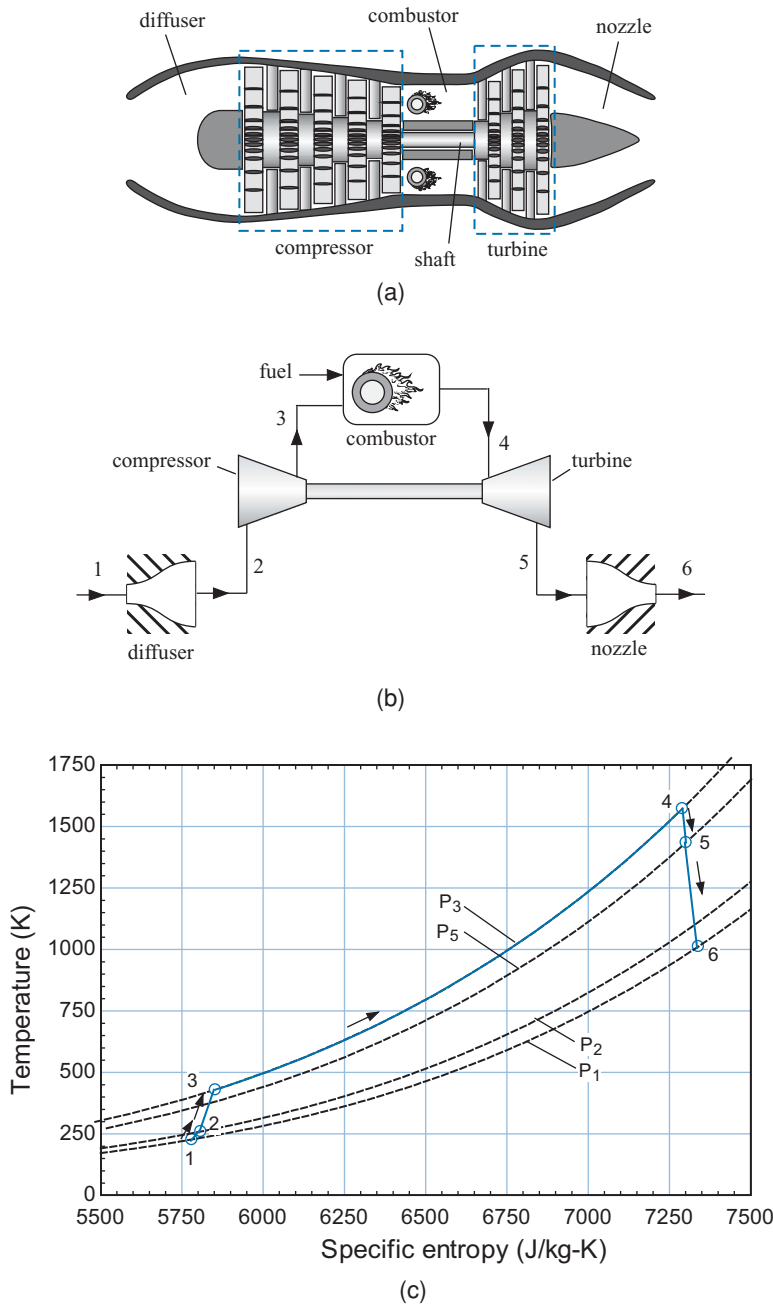 diffuser
combustor
nozzle
compressor
shaft
turbine
(a)
fuel
3
combustor
4
compressor
turbine
1
2
5
6
diffuser
nozzle
(b)
1750
1500
1250
1000
750
500
250
0
Temperature (K)
4
5
P3
P5
6
P2
P1
3
2
1
5500 5750 6000 6250 6500 6750 7000 7250 7500
Specific entropy (J/kg-K)
(c)